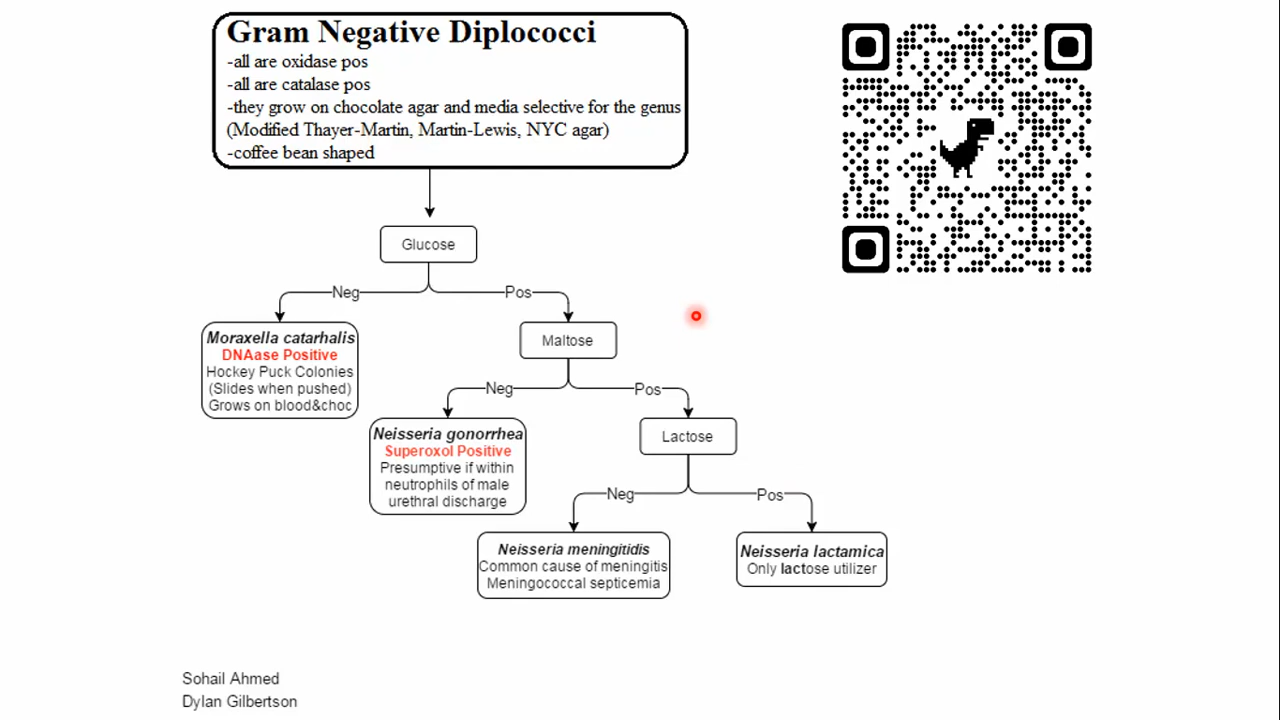 Gram Negative Diplococci
-all are oxidase pos
-all are catalase pos
-they grow on chocolate agar and media selective for the genus
(Modified Thayer-Martin, Martin-Lewis, NYC agar)
-coffee bean shaped
Glucose
Neg
Pos
Moraxella catarhalis
DNAase Positive
Hockey Puck Colonies
(Slides when pushed)
Grows on blood&choc
Maltose
Neg
Pos
Neisseria gonorrhea
Superoxol Positive
Presumptive if within
neutrophils of male
urethral discharge
Lactose
Neg
Pos
Neisseria meningitidis
Common cause of meningitis
Meningococcal septicemia
Neisseria lactamica
Only lactose utilizer
Sohail Ahmed
Dylan Gilbertson